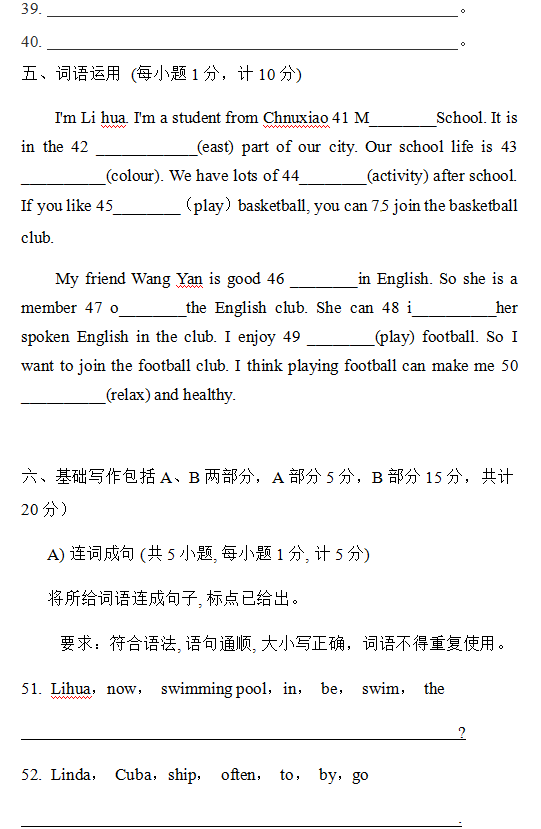 39. ______________________________________________。
40. ______________________________________________。
五、词语运用 (每小题 1 分，计 10 分)
I'm Li hua. I'm a student from Chnuxiao 41 M________School. It is
in the 42 ____________(east) part of our city. Our school life is 43
__________(colour). We have lots of 44________(activity) after school.
If you like 45________（play）basketball, you can 75 join the basketball
club.
My friend Wang Yan is good 46 ________in English. So she is a
member 47 o________the English club. She can 48 i__________her
spoken English in the club. I enjoy 49 ________(play) football. So I
want to join the football club. I think playing football can make me 50
__________(relax) and healthy.
六、基础写作包括 A、B 两部分，A 部分 5 分，B 部分 15 分，共计
20 分）
A) 连词成句 (共 5 小题, 每小题 1 分, 计 5 分)
将所给词语连成句子, 标点已给出。
要求：符合语法, 语句通顺, 大小写正确，词语不得重复使用。
51. Lihua，now， swimming pool，in， be， swim， the
____________________________________________________?
52. Linda， Cuba，ship， often， to， by，go
____________________________________________________.